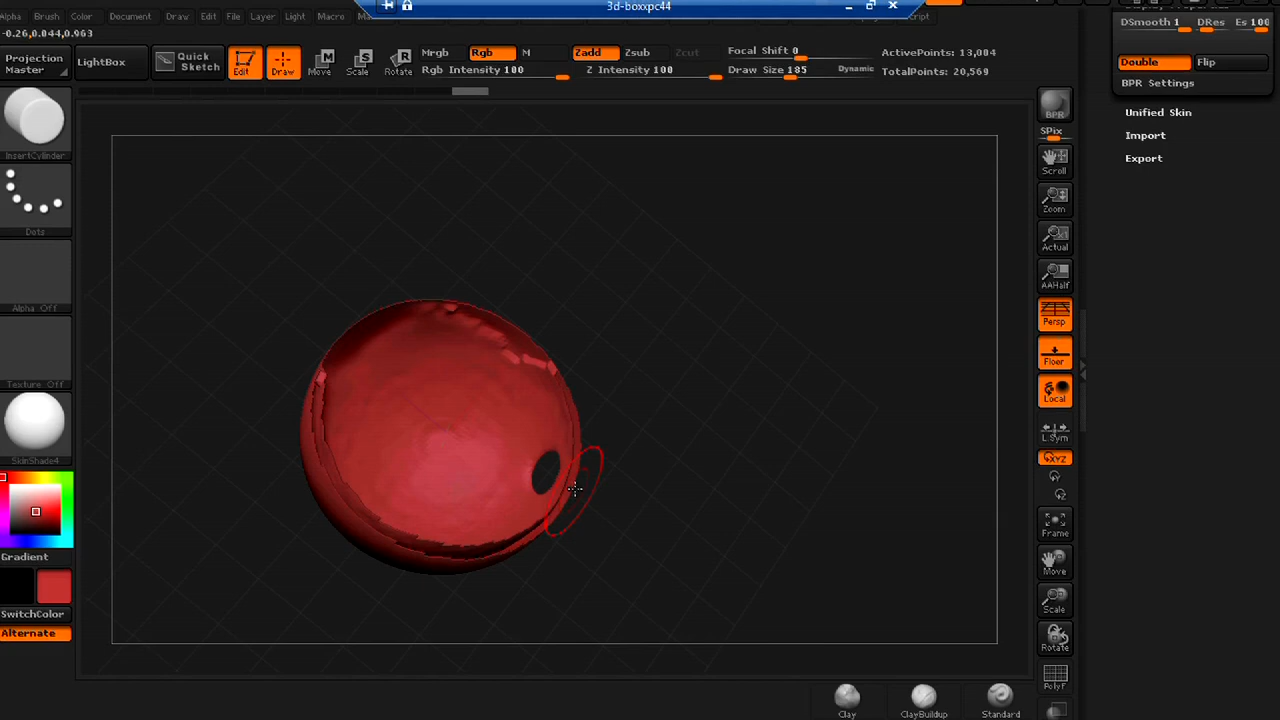 3d-boxxpc44
Alpha Brush Color Document Draw Edit File Layer Light Macro
-0.26,0.044,0.063
Projection Master
LightBox
Quick Sketch
Edit
Draw
Move
Scale
Rotate
Mrgb Rgb M
Rgb Intensity 100
Zadd Zsub Zcut
Z Intensity 100
Focal Shift 0
Draw Size 185 Dynamic
ActivePoints: 13,004
TotalPoints: 20,569
DSmooth 1 DRes Es 100
Double Flip
BPR Settings
Unified Skin
Import
Export
InsertCylinder
Dots
Alpha Off
Texture Off
SkinShade4
Gradient
SwitchColor
Alternate
BPR
SPix
Scroll
Zoom
Actual
AAHalf
Persp
Floor
Local
L.Sym
XYZ
Frame
Move
Scale
Rotate
PolyF
Clay
ClayBuildup
Standard